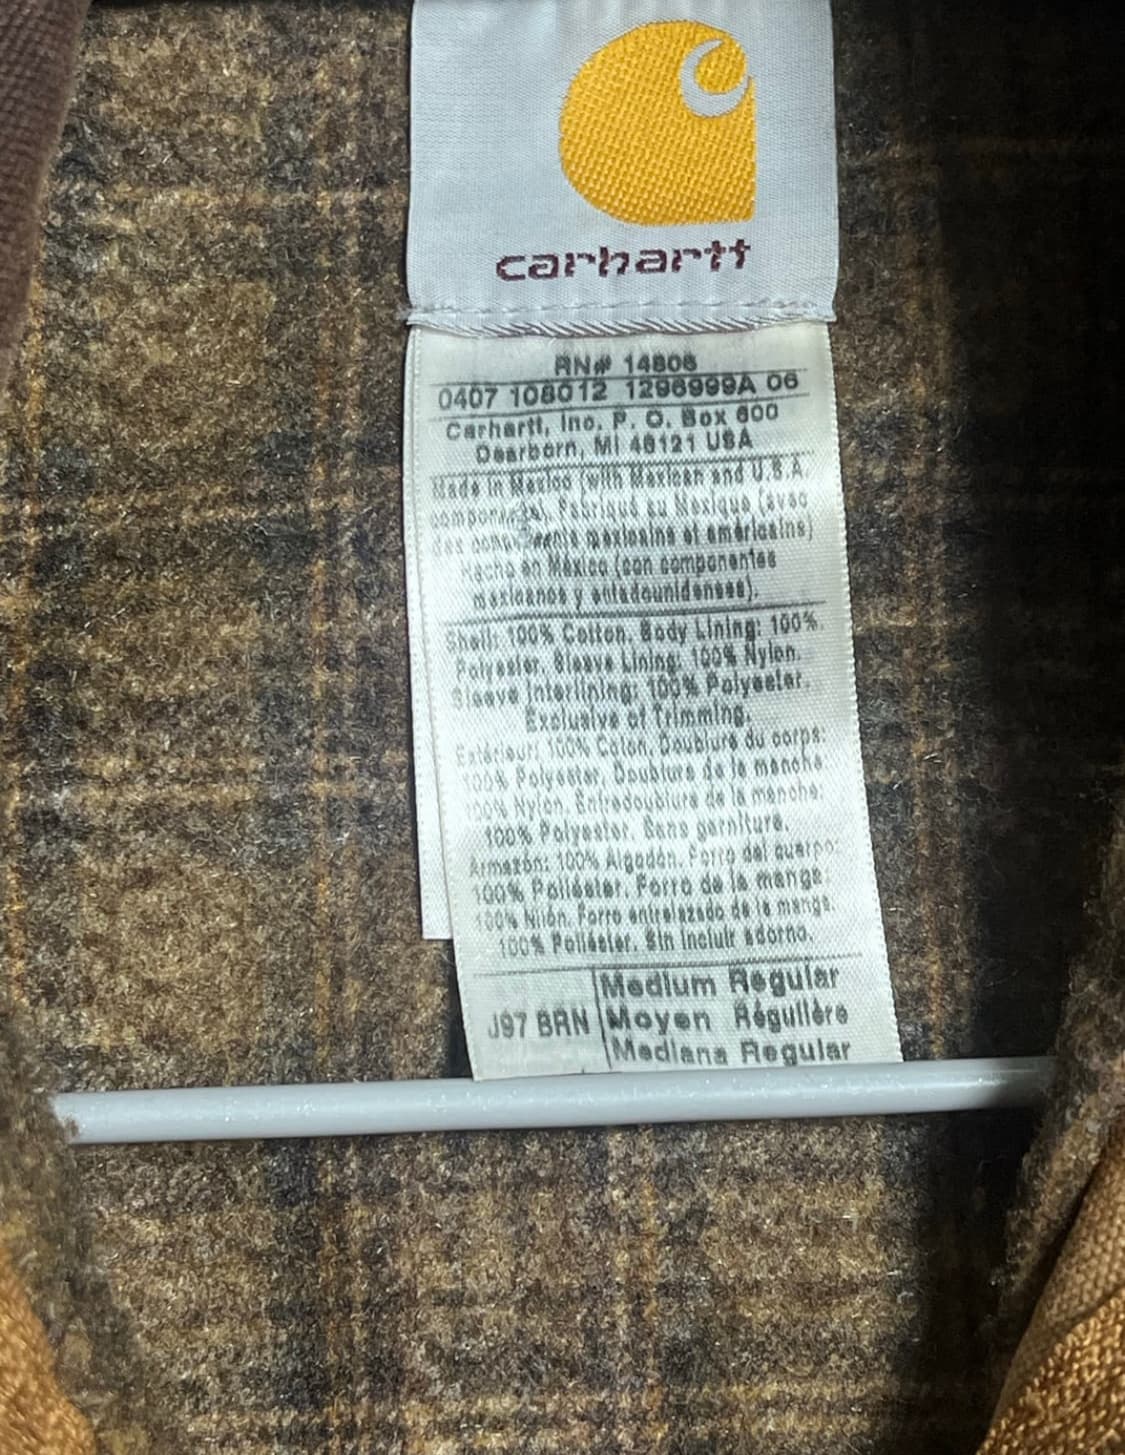 carhartt
RN# 14806
0407 108012 1296999A 06
Carhartt, Inc. P. O. Box 600
Dearborn, MI 48121 USA
Made in Mexico (with Mexican and U.S.A.
Fabriqué au Mexique (avec
des mexicains et américains)
Hecho en México (con componentes
mexicanos y estadounidenses).
Shell: 100% Cotton. Body Lining: 100%
Polyester. Sleeve Lining: 100% Nylon.
Sleeve Interlining: 100% Polyester.
Exclusive of Trimming.
Extérieur: 100% Coton. Doublure du corps:
100% Polyester. Doublure de la manche:
100% Nylon. Entredoublure de la manche:
100% Polyester. Sans garniture.
Armazón: 100% Algodón. Forro del cuerpo:
100% Poliéster. Forro de la manga:
100% Nilón. Forro entrelazado de la manga.
100% Poliéster. Sin Incluir adorno.
Medium Regular
J97 BRN Moyen Régulière
Mediana Regular